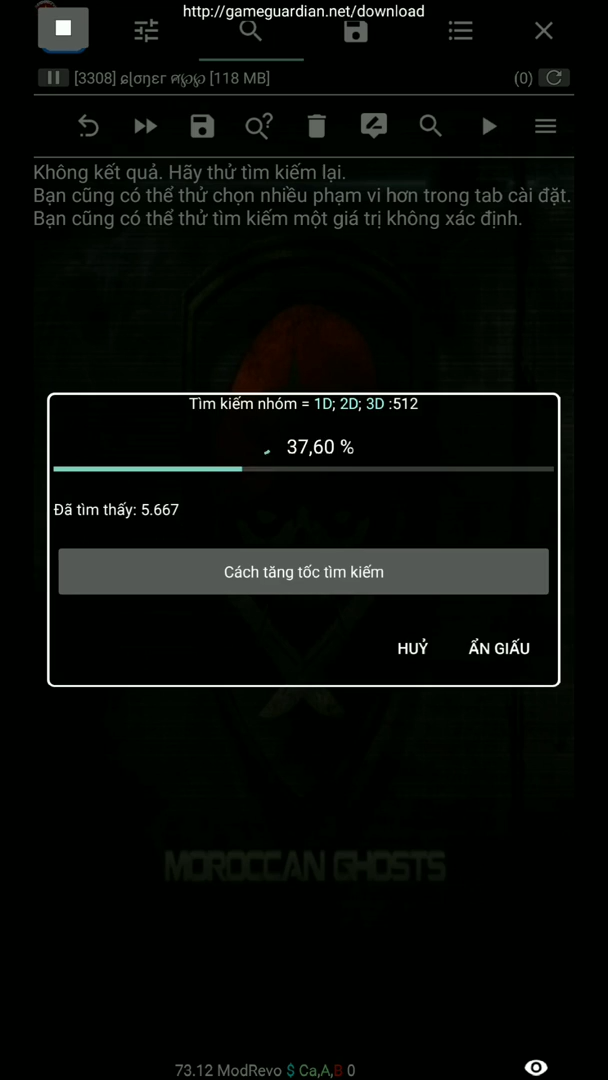 http://gameguardian.net/download
[3308] [118 MB]
(0)
Không kết quả. Hãy thử tìm kiếm lại.
Bạn cũng có thể thử chọn nhiều phạm vi hơn trong tab cài đặt.
Bạn cũng có thể thử tìm kiếm một giá trị không xác định.
Tìm kiếm nhóm = 1D; 2D; 3D :512
37,60 %
Đã tìm thấy: 5.667
Cách tăng tốc tìm kiếm
HUỶ
ẨN GIẤU
MOROCCAN GHOSTS
73.12 ModRevo $ Ca,A,B 0